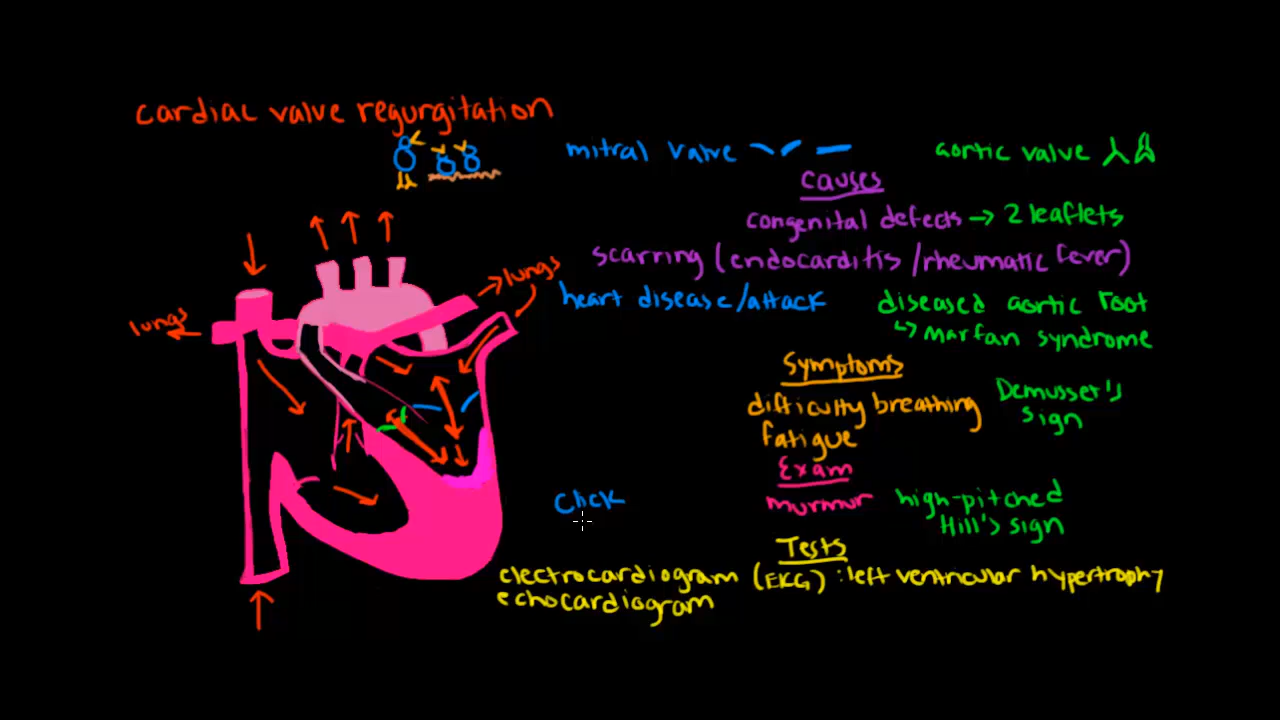 cardiac valve regurgitation
mitral valve
aortic valve
causes
congenital defects → 2 leaflets
scarring (endocarditis/rheumatic fever)
heart disease/attack
diseased aortic root
↳ Marfan syndrome
lungs
lungs
Symptoms
difficulty breathing
fatigue
Demusset's
sign
Exam
click
murmur
high-pitched
Hill's sign
Tests
electrocardiogram (EKG): left ventricular hypertrophy
echocardiogram